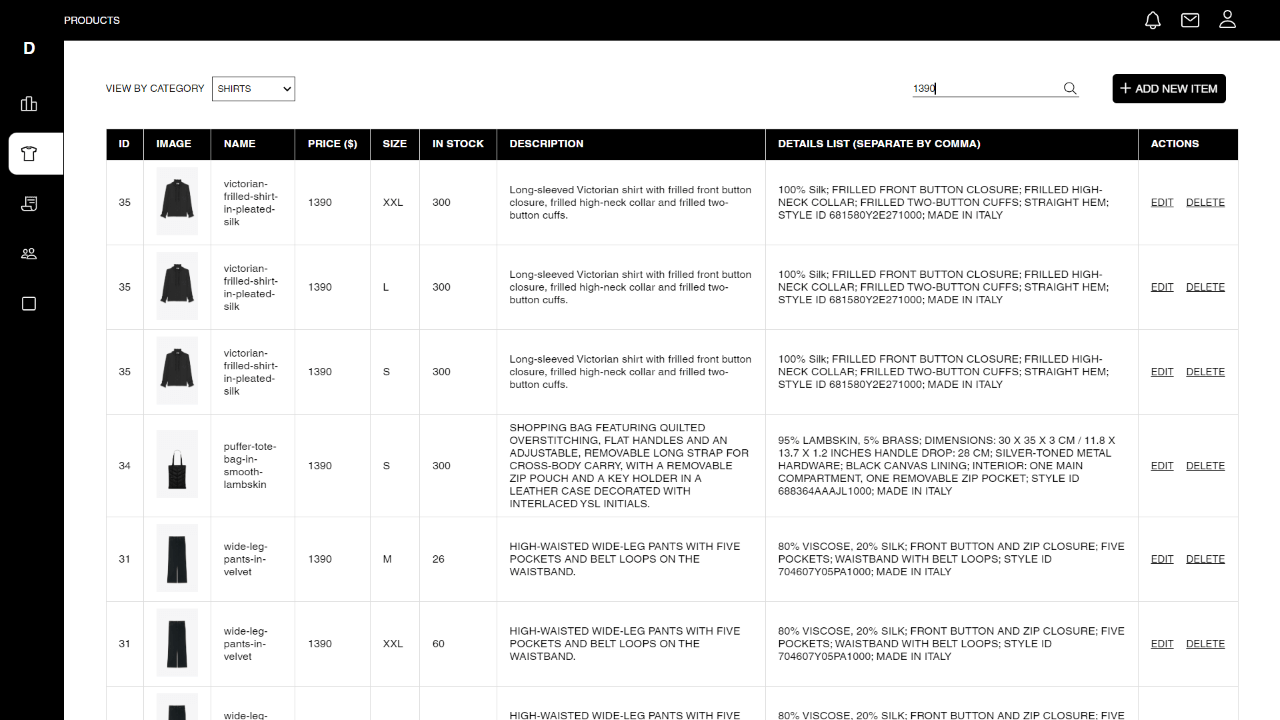 PRODUCTS
D
VIEW BY CATEGORY SHIRTS 1390 ADD NEW ITEM
ID IMAGE NAME PRICE ($) SIZE IN STOCK DESCRIPTION DETAILS LIST (SEPARATE BY COMMA) ACTIONS
35
victorian-
frilled-shirt-
in-pleated-
silk
1390
XXL
300
Long-sleeved Victorian shirt with frilled front button
closure, frilled high-neck collar and frilled two-
button cuffs.
100% Silk; FRILLED FRONT BUTTON CLOSURE; FRILLED HIGH-
NECK COLLAR; FRILLED TWO-BUTTON CUFFS; STRAIGHT HEM;
STYLE ID 681580Y2E271000; MADE IN ITALY
EDIT DELETE
35
victorian-
frilled-shirt-
in-pleated-
silk
1390
L
300
Long-sleeved Victorian shirt with frilled front button
closure, frilled high-neck collar and frilled two-
button cuffs.
100% Silk; FRILLED FRONT BUTTON CLOSURE; FRILLED HIGH-
NECK COLLAR; FRILLED TWO-BUTTON CUFFS; STRAIGHT HEM;
STYLE ID 681580Y2E271000; MADE IN ITALY
EDIT DELETE
35
victorian-
frilled-shirt-
in-pleated-
silk
1390
S
300
Long-sleeved Victorian shirt with frilled front button
closure, frilled high-neck collar and frilled two-
button cuffs.
100% Silk; FRILLED FRONT BUTTON CLOSURE; FRILLED HIGH-
NECK COLLAR; FRILLED TWO-BUTTON CUFFS; STRAIGHT HEM;
STYLE ID 681580Y2E271000; MADE IN ITALY
EDIT DELETE
34
puffer-tote-
bag-in-
smooth-
lambskin
1390
S
300
SHOPPING BAG FEATURING QUILTED
OVERSTITCHING, FLAT HANDLES AND AN
ADJUSTABLE, REMOVABLE LONG STRAP FOR
CROSS-BODY CARRY, WITH A REMOVABLE
ZIP POUCH AND A KEY HOLDER IN A
LEATHER CASE DECORATED WITH
INTERLACED YSL INITIALS.
95% LAMBSKIN, 5% BRASS; DIMENSIONS: 30 X 35 X 3 CM / 11.8 X
13.7 X 1.2 INCHES HANDLE DROP: 28 CM; SILVER-TONED METAL
HARDWARE; BLACK CANVAS LINING; INTERIOR: ONE MAIN
COMPARTMENT, ONE REMOVABLE ZIP POCKET; STYLE ID
688364AAAJL1000; MADE IN ITALY
EDIT DELETE
31
wide-leg-
pants-in-
velvet
1390
M
26
HIGH-WAISTED WIDE-LEG PANTS WITH FIVE
POCKETS AND BELT LOOPS ON THE
WAISTBAND.
80% VISCOSE, 20% SILK; FRONT BUTTON AND ZIP CLOSURE; FIVE
POCKETS; WAISTBAND WITH BELT LOOPS; STYLE ID
704607Y05PA1000; MADE IN ITALY
EDIT DELETE
31
wide-leg-
pants-in-
velvet
1390
XXL
60
HIGH-WAISTED WIDE-LEG PANTS WITH FIVE
POCKETS AND BELT LOOPS ON THE
WAISTBAND.
80% VISCOSE, 20% SILK; FRONT BUTTON AND ZIP CLOSURE; FIVE
POCKETS; WAISTBAND WITH BELT LOOPS; STYLE ID
704607Y05PA1000; MADE IN ITALY
EDIT DELETE
wide-leg-
HIGH-WAISTED WIDE-LEG PANTS WITH FIVE
80% VISCOSE, 20% SILK; FRONT BUTTON AND ZIP CLOSURE; FIVE